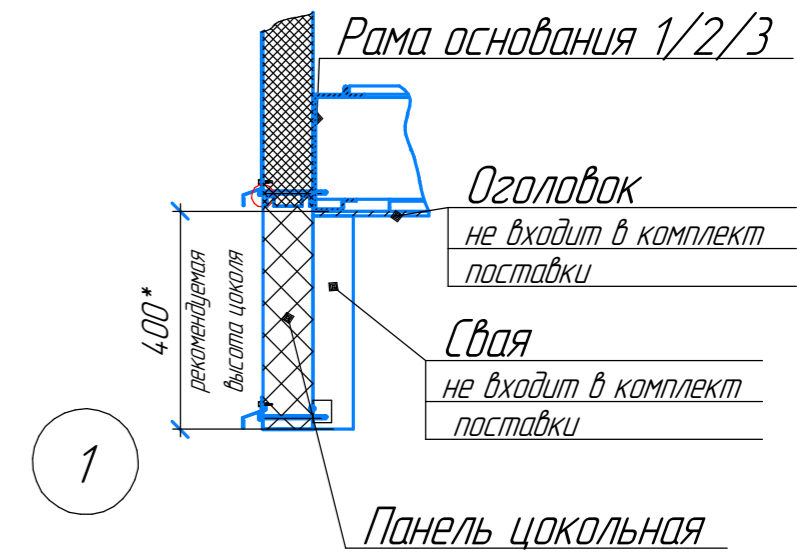 Рама основания 1/2/3
Оголовок
не входит в комплект
поставки
400*
рекомендуемая
высота цоколя
Свая
не входит в комплект
поставки
1
Панель цокольная